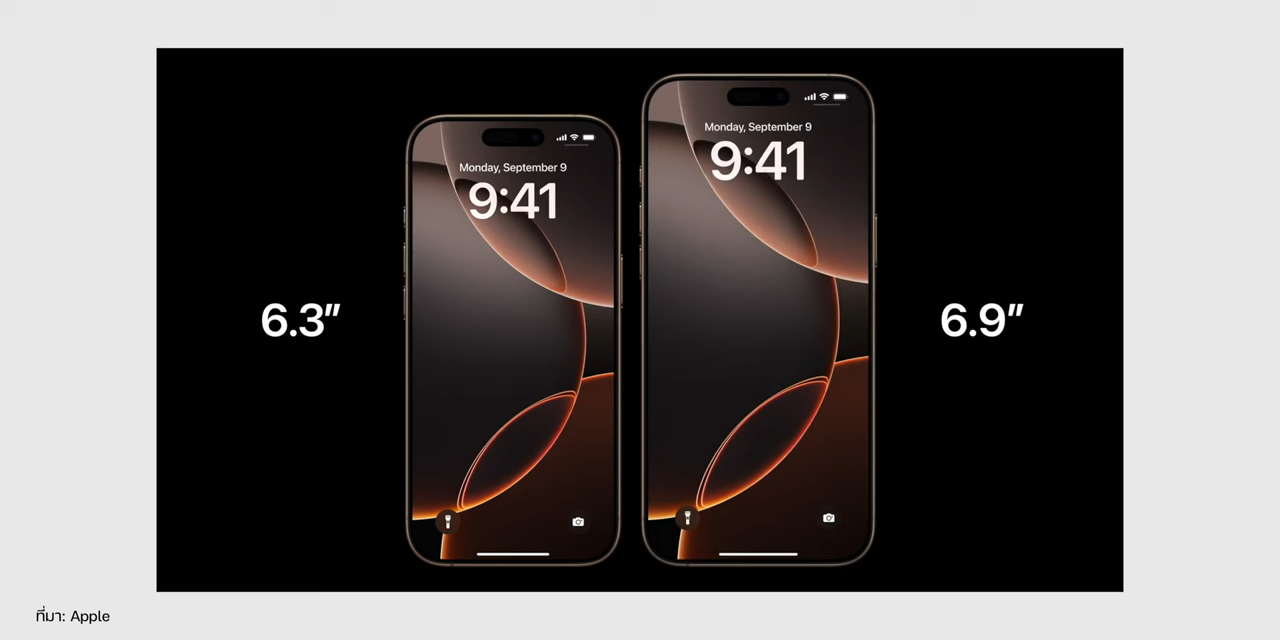 6.3″
Monday, September 9
9:41
Monday, September 9
9:41
6.9″
ที่มา: Apple